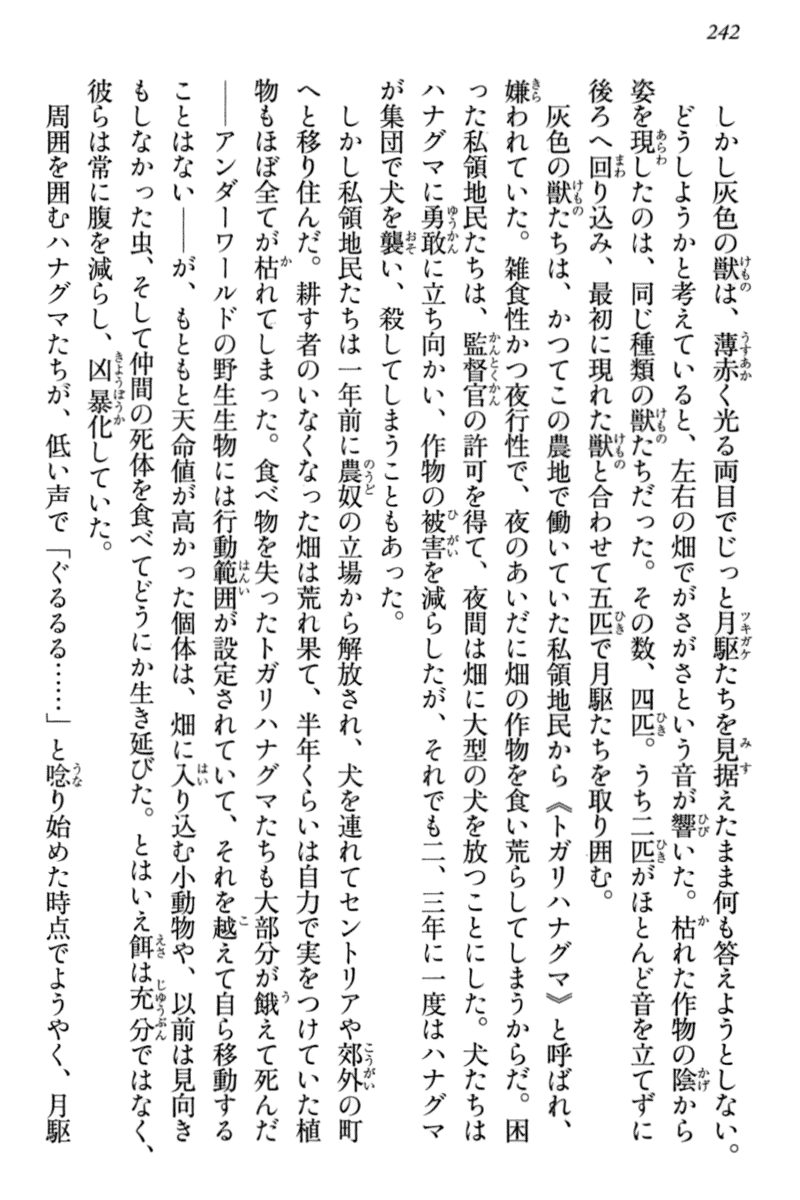 242
しかし灰色の獣は、薄赤く光る両目でじっと月駆たちを見据えたまま何も答えようとしない。
どうしようかと考えていると、左右の畑でがさがさという音が響いた。枯れた作物の陰から
姿を現したのは、同じ種類の獣たちだった。その数、四匹。うち二匹がほとんど音を立てずに
後ろへ回り込み、最初に現れた獣と合わせて五匹で月駆たちを取り囲む。
灰色の獣たちは、かつてこの農地で働いていた私領地民から《トガリハナグマ》と呼ばれ、
嫌われていた。雑食性かつ夜行性で、夜のあいだに畑の作物を食い荒らしてしまうからだ。困
った私領地民たちは、監督官の許可を得て、夜間は畑に大型の犬を放つことにした。犬たちは
ハナグマに勇敢に立ち向かい、作物の被害を減らしたが、それでも二、三年に一度はハナグマ
が集団で犬を襲い、殺してしまうこともあった。
しかし私領地民たちは一年前に農奴の立場から解放され、犬を連れてセントリアや郊外の町
へと移り住んだ。耕す者のいなくなった畑は荒れ果て、半年くらいは自力で実をつけていた植
物もほぼ全てが枯れてしまった。食べ物を失ったトガリハナグマたちも大部分が餓えて死んだ
――アンダーワールドの野生生物には行動範囲が設定されていて、それを越えて自ら移動する
ことはない――が、もともと天命値が高かった個体は、畑に入り込む小動物や、以前は見向き
もしなかった虫、そして仲間の死体を食べてどうにか生き延びた。とはいえ餌は充分ではなく、
彼らは常に腹を減らし、凶暴化していた。
周囲を囲むハナグマたちが、低い声で「ぐるるる……」と唸り始めた時点でようやく、月駆